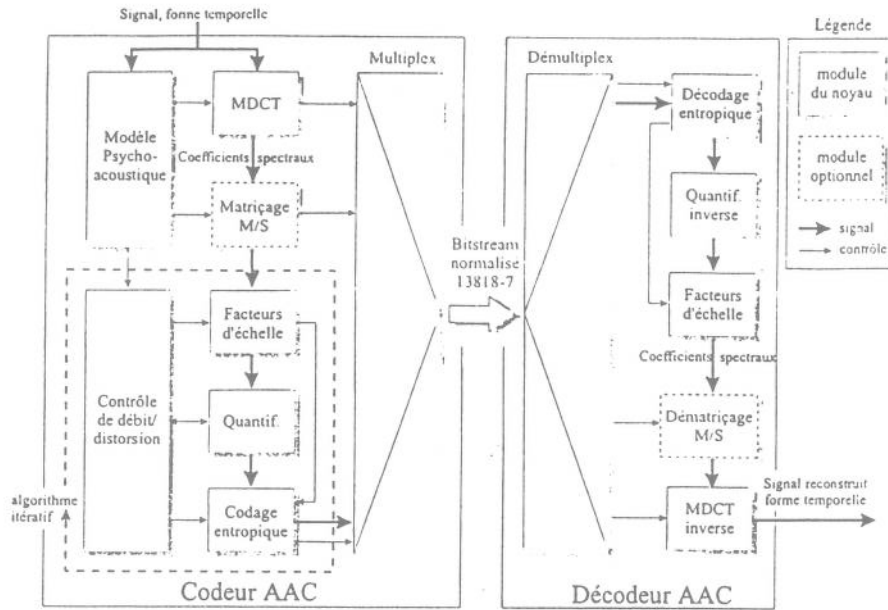 Signal, forme temporelle
Multiplex
MDCT
Modèle
Psycho-
acoustique
Coefficients spectraux
Matriçage
M/S
Facteurs
d'échelle
Contrôle
de débit/
distorsion
Quantif.
algorithme
itératif
Codage
entropique
Codeur AAC
Bitstream
normalise
13818-7
Démultiplex
Décodage
entropique
Quantif.
inverse
Facteurs
d'échelle
Coefficients spectraux
Dématriçage
M/S
MDCT
inverse
Signal reconstruit
forme temporelle
Décodeur AAC
Légende
module
du noyau
module
optionnel
signal
contrôle